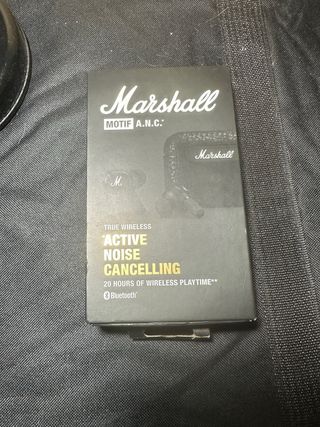 Marshall
MOTIF A.N.C.*
Marshall
M.
TRUE WIRELESS
*ACTIVE
NOISE
CANCELLING
20 HOURS OF WIRELESS PLAYTIME**
Bluetooth®